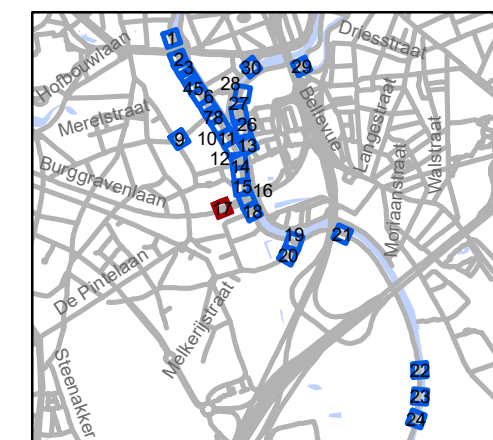 Hofbouwlaan
Merelstraat
Burggravenlaan
De Pintelaan
Steenakker
Melkerijstraat
Bellevue
Driesstraat
Langestraat
Walstraat
Moriaanstraat
1
2
3
4
5
6
7
8
9
10
11
12
13
14
15
16
17
18
19
20
21
22
23
24
26
27
28
29
30